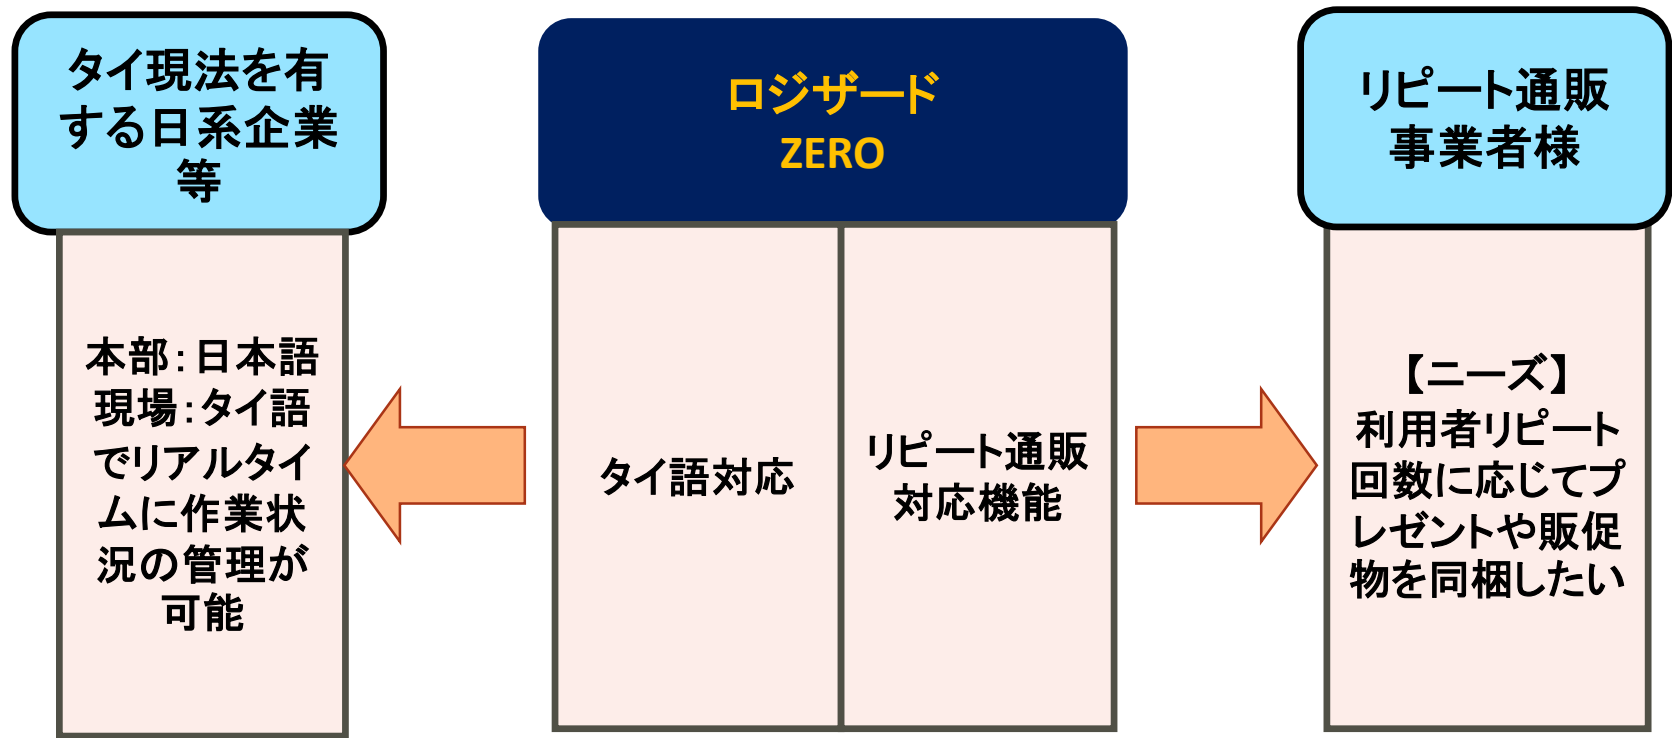 タイ現法を有
する日系企業
等
本部：日本語
現場：タイ語
でリアルタイ
ムに作業状
況の管理が
可能
ロジザード
ZERO
タイ語対応
リピート通販
対応機能
リピート通販
事業者様
【ニーズ】
利用者リピート
回数に応じてプ
レゼントや販促
物を同梱したい